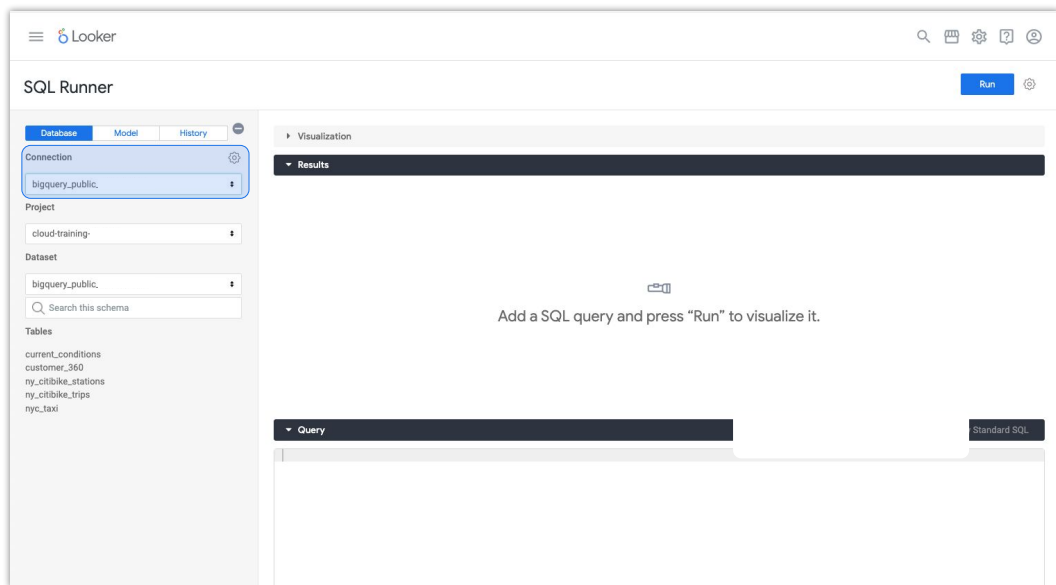 Looker
SQL Runner
Run
Database Model History
Connection
bigquery_public_
Project
cloud-training-
Dataset
bigquery_public_
Search this schema
Tables
current_conditions
customer_360
ny_citibike_stations
ny_citibike_trips
nyc_taxi
Visualization
Results
Add a SQL query and press “Run” to visualize it.
Query
Standard SQL